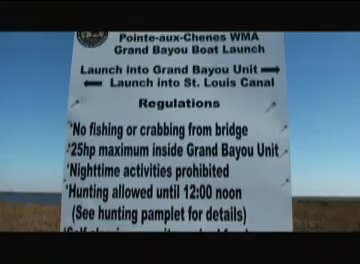 Pointe-aux-Chenes WMA
Grand Bayou Boat Launch
Launch into Grand Bayou Unit
Launch into St. Louis Canal
Regulations
*No fishing or crabbing from bridge
*25hp maximum inside Grand Bayou Unit
*Nighttime activities prohibited
*Hunting allowed until 12:00 noon
(See hunting pamplet for details)